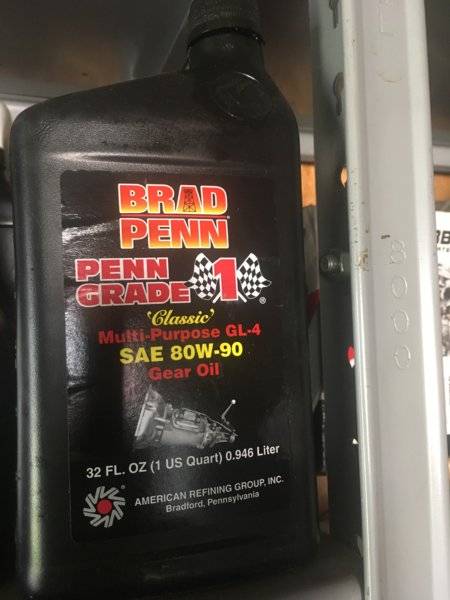 BRAD
PENN
PENN
GRADE 1®
'Classic'
Multi-Purpose GL-4
SAE 80W-90
Gear Oil
32 FL. OZ (1 US Quart) 0.946 Liter
AMERICAN REFINING GROUP, INC.
Bradford, Pennsylvania
8000